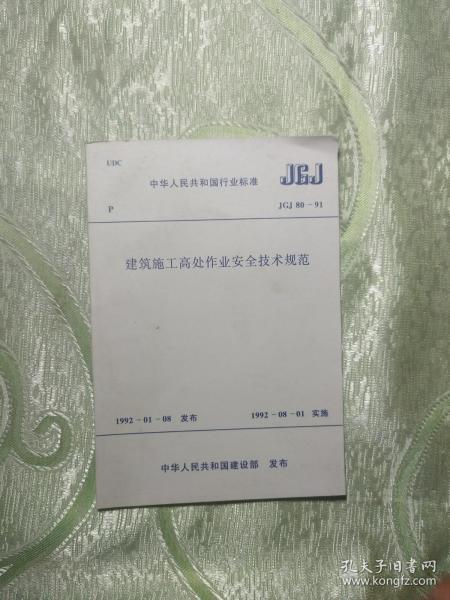 UDC
中华人民共和国行业标准 JGJ
P JGJ 80-91
建筑施工高处作业安全技术规范
1992-01-08 发布 1992-08-01 实施
中华人民共和国建设部 发布
孔夫子旧书网
www.kongfz.com